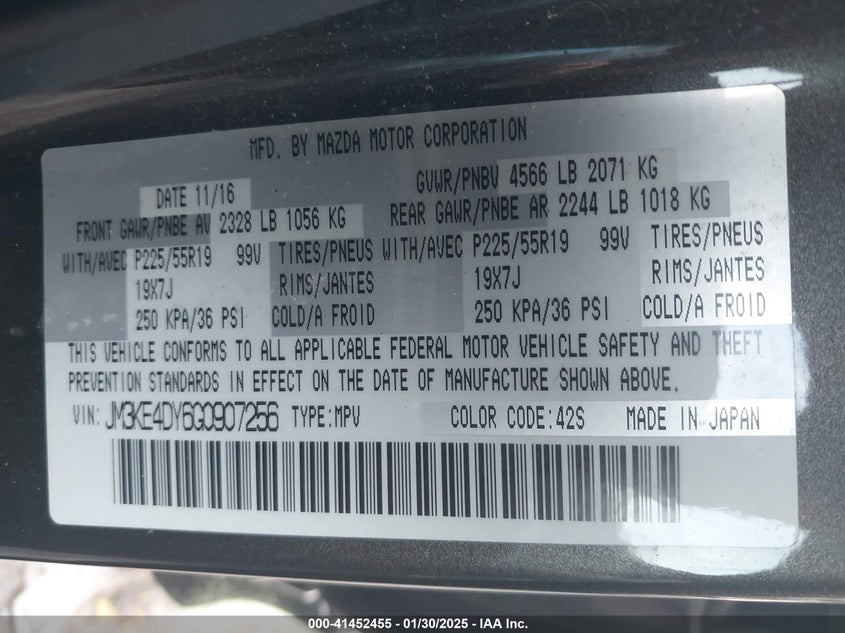 MFD. BY MAZDA MOTOR CORPORATION
DATE 11/16 GVWR/PNBV 4566 LB 2071 KG
FRONT GAWR/PNBE AV 2328 LB 1056 KG REAR GAWR/PNBE AR 2244 LB 1018 KG
WITH/AVEC P225/55R19 99V TIRES/PNEUS WITH/AVEC P225/55R19 99V TIRES/PNEUS
19X7J RIMS/JANTES 19X7J RIMS/JANTES
250 KPA/36 PSI COLD/A FROID 250 KPA/36 PSI COLD/A FROID
THIS VEHICLE CONFORMS TO ALL APPLICABLE FEDERAL MOTOR VEHICLE SAFETY AND THEFT
PREVENTION STANDARDS IN EFFECT ON THE DATE OF MANUFACTURE SHOWN ABOVE.
VIN: JM3KE4DY6G0907256 TYPE:MPV COLOR CODE:42S MADE IN JAPAN
000-41452455 - 01/30/2025 - IAA Inc.